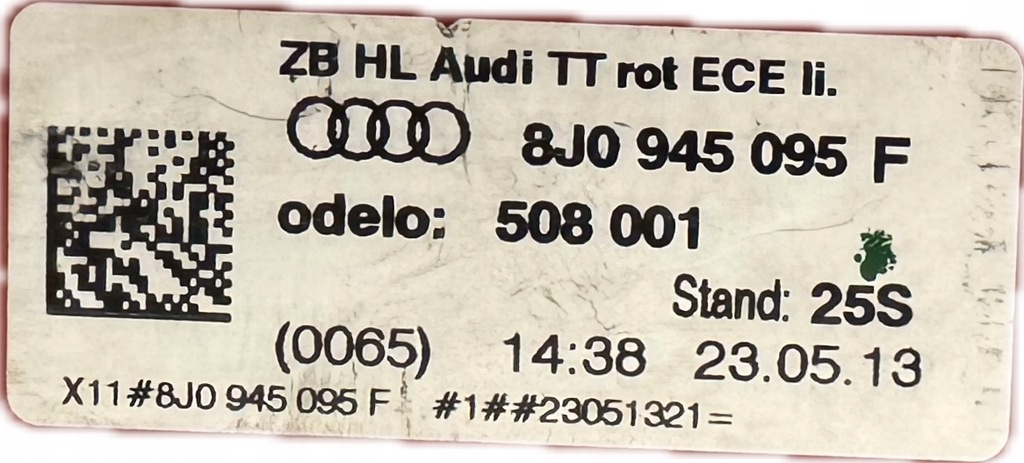 ZB HL Audi TT rot ECE li.
8J0 945 095 F
odelo: 508 001
Stand: 25S
(0065) 14:38 23.05.13
X11#8J0 945 095 F #1##23051321=